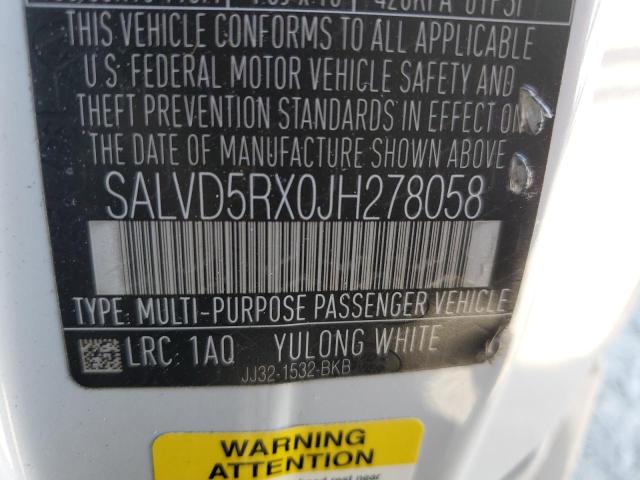 THIS VEHICLE CONFORMS TO ALL APPLICABLE
U.S. FEDERAL MOTOR VEHICLE SAFETY AND
THEFT PREVENTION STANDARDS IN EFFECT ON
THE DATE OF MANUFACTURE SHOWN ABOVE.
SALVD5RX0JH278058
TYPE: MULTI-PURPOSE PASSENGER VEHICLE
LRC: 1AQ YULONG WHITE
JJ32-1532-BKB
WARNING
ATTENTION